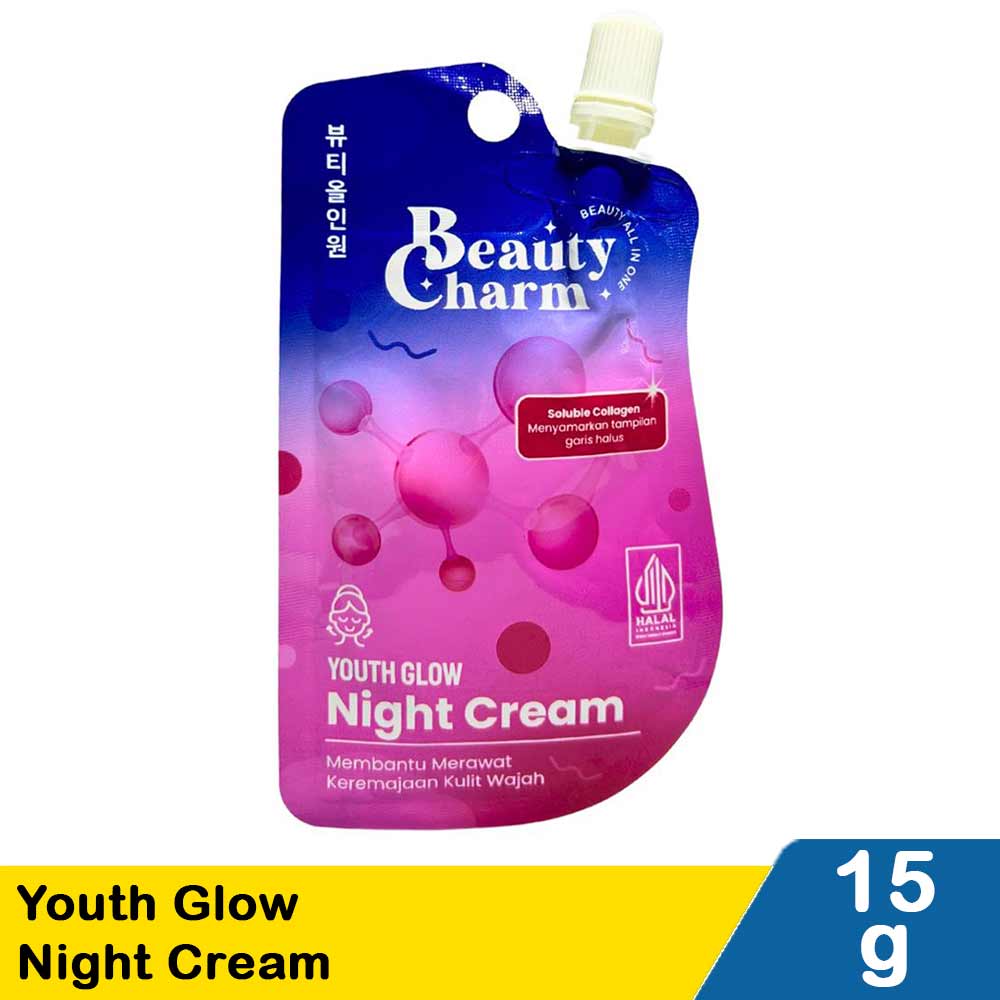 뷰티올인원
Beauty
Charm
BEAUTY ALL IN ONE
Soluble Collagen
Menyamarkan tampilan
garis halus
HALAL
INDONESIA
YOUTH GLOW
Night Cream
Membantu Merawat
Keremajaan Kulit Wajah
Youth Glow
Night Cream
15
g